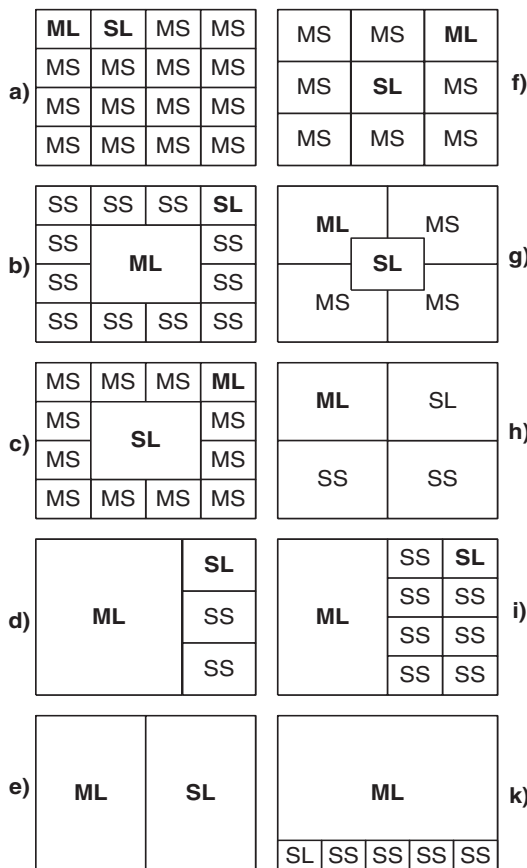 a)
ML SL MS MS
MS MS MS MS
MS MS MS MS
MS MS MS MS
b)
SS SS SS SL
SS ML SS
SS SS
SS SS SS SS
c)
MS MS MS ML
MS SL MS
MS MS
MS MS MS MS
d)
ML SL
SS
SS
e)
ML SL
f)
MS MS ML
MS SL MS
MS MS MS
g)
ML MS
SL
MS MS
h)
ML SL
SS SS
i)
ML SS SL
SS SS
SS SS
SS SS
k)
ML
SL SS SS SS SS